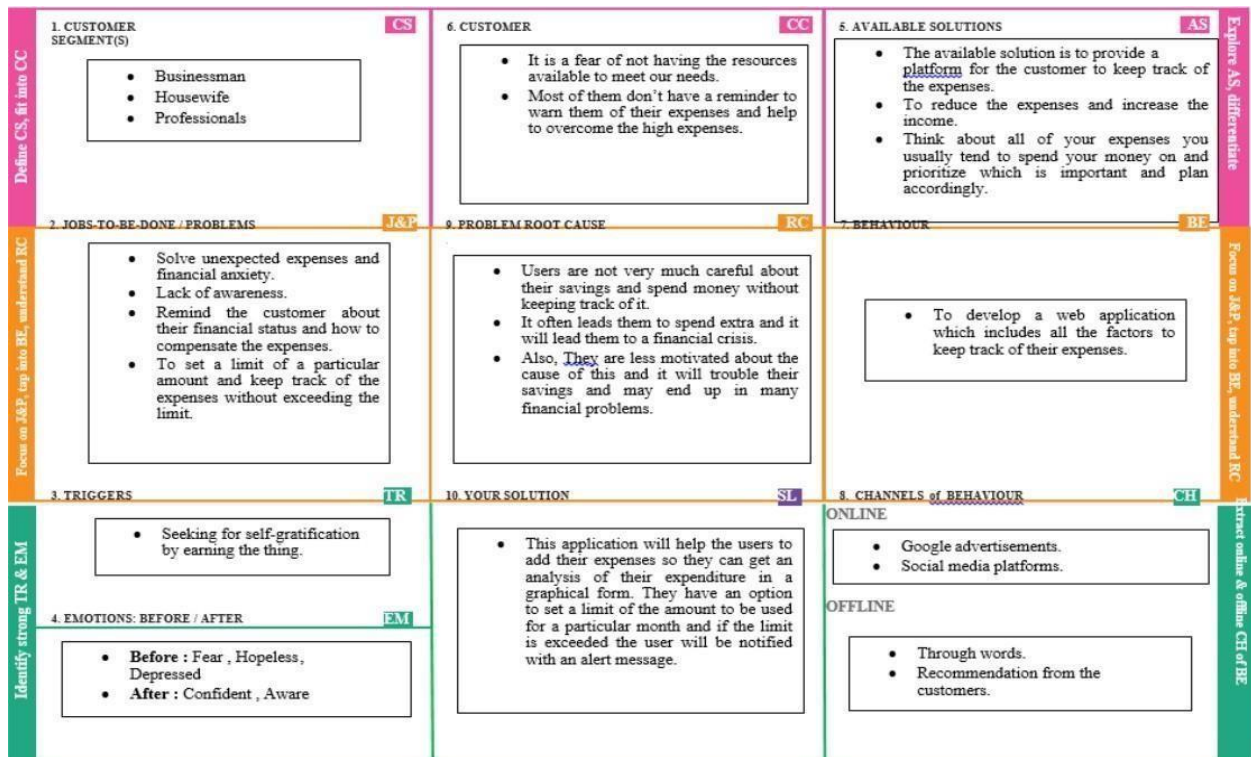 Define CS, fit into CC
1. CUSTOMER
SEGMENT(S)
CS
• Businessman
• Housewife
• Professionals
6. CUSTOMER
CC
• It is a fear of not having the resources
available to meet our needs.
• Most of them don’t have a reminder to
warn them of their expenses and help
to overcome the high expenses.
5. AVAILABLE SOLUTIONS
AS
• The available solution is to provide a
platform for the customer to keep track of
the expenses.
• To reduce the expenses and increase the
income.
• Think about all of your expenses you
usually tend to spend your money on and
prioritize which is important and plan
accordingly.
Explore AS, differentiate
Focus on J&P, tap into BE, understand RC
2. JOBS-TO-BE-DONE / PROBLEMS
J&P
• Solve unexpected expenses and
financial anxiety.
• Lack of awareness.
• Remind the customer about
their financial status and how to
compensate the expenses.
• To set a limit of a particular
amount and keep track of the
expenses without exceeding the
limit.
9. PROBLEM ROOT CAUSE
RC
• Users are not very much careful about
their savings and spend money without
keeping track of it.
• It often leads them to spend extra and it
will lead them to a financial crisis.
• Also, They are less motivated about the
cause of this and it will trouble their
savings and may end up in many
financial problems.
7. BEHAVIOUR
BE
• To develop a web application
which includes all the factors to
keep track of their expenses.
Focus on J&P, tap into BE, understand RC
Identify strong TR & EM
3. TRIGGERS
TR
• Seeking for self-gratification
by earning the thing.
4. EMOTIONS: BEFORE / AFTER
EM
• Before : Fear , Hopeless ,
Depressed
• After : Confident , Aware
10. YOUR SOLUTION
SL
• This application will help the users to
add their expenses so they can get an
analysis of their expenditure in a
graphical form. They have an option
to set a limit of the amount to be used
for a particular month and if the limit
is exceeded the user will be notified
with an alert message.
8. CHANNELS of BEHAVIOUR
CH
ONLINE
• Google advertisements.
• Social media platforms.
OFFLINE
• Through words.
• Recommendation from the
customers.
Extract online & offline CH of BE